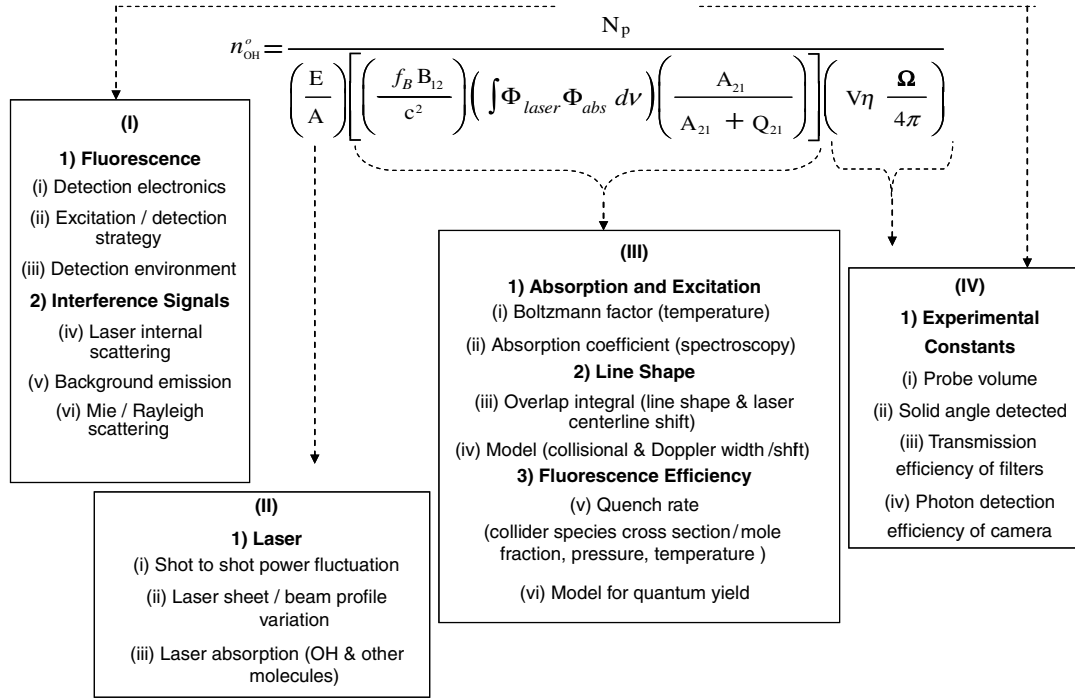 n°OH = Np / (E/A) [ (f_B B12 / c²) (∫Φlaser Φabs dν) (A21 / A21 + Q21) ] (Vη Ω/4π)
(I)
1) Fluorescence
(i) Detection electronics
(ii) Excitation / detection
strategy
(iii) Detection environment
2) Interference Signals
(iv) Laser internal
scattering
(v) Background emission
(vi) Mie / Rayleigh
scattering
(II)
1) Laser
(i) Shot to shot power fluctuation
(ii) Laser sheet / beam profile
variation
(iii) Laser absorption (OH & other
molecules)
(III)
1) Absorption and Excitation
(i) Boltzmann factor (temperature)
(ii) Absorption coefficient (spectroscopy)
2) Line Shape
(iii) Overlap integral (line shape & laser
centerline shift)
(iv) Model (collisional & Doppler width /shft)
3) Fluorescence Efficiency
(v) Quench rate
(collider species cross section/mole
fraction, pressure, temperature )
(vi) Model for quantum yield
(IV)
1) Experimental
Constants
(i) Probe volume
(ii) Solid angle detected
(iii) Transmission
efficiency of filters
(iv) Photon detection
efficiency of camera